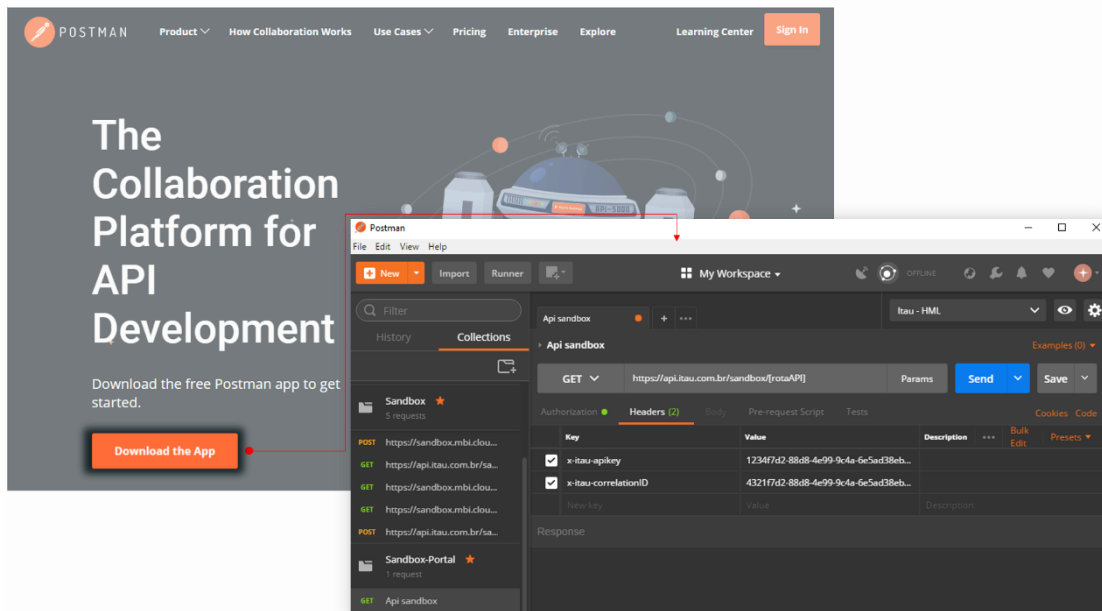 POSTMAN
Product
How Collaboration Works
Use Cases
Pricing
Enterprise
Explore
Learning Center
Sign In
The
Collaboration
Platform for
API
Development
Download the free Postman app to get
started.
Download the App
API-5000
Postman
File Edit View Help
New
Import
Runner
My Workspace
OFFLINE
Filter
History
Collections
Sandbox
5 requests
POST https://sandbox.mbi.clou...
GET https://api.itau.com.br/sa...
GET https://sandbox.mbi.clou...
GET https://sandbox.mbi.clou...
POST https://api.itau.com.br/sa...
Sandbox-Portal
1 request
GET Api sandbox
Api sandbox
+ •••
Itau - HML
Api sandbox
Examples (0)
GET
https://api.itau.com.br/sandbox/[rotaAPI]
Params
Send
Save
Authorization
Headers (2)
Body
Pre-request Script
Tests
Cookies Code
Key
Value
Description
•••
Bulk
Edit
Presets
x-itau-apikey
1234f7d2-88d8-4e99-9c4a-6e5ad38eb...
x-itau-correlationID
4321f7d2-88d8-4e99-9c4a-6e5ad38eb...
New key
Value
Description
Response